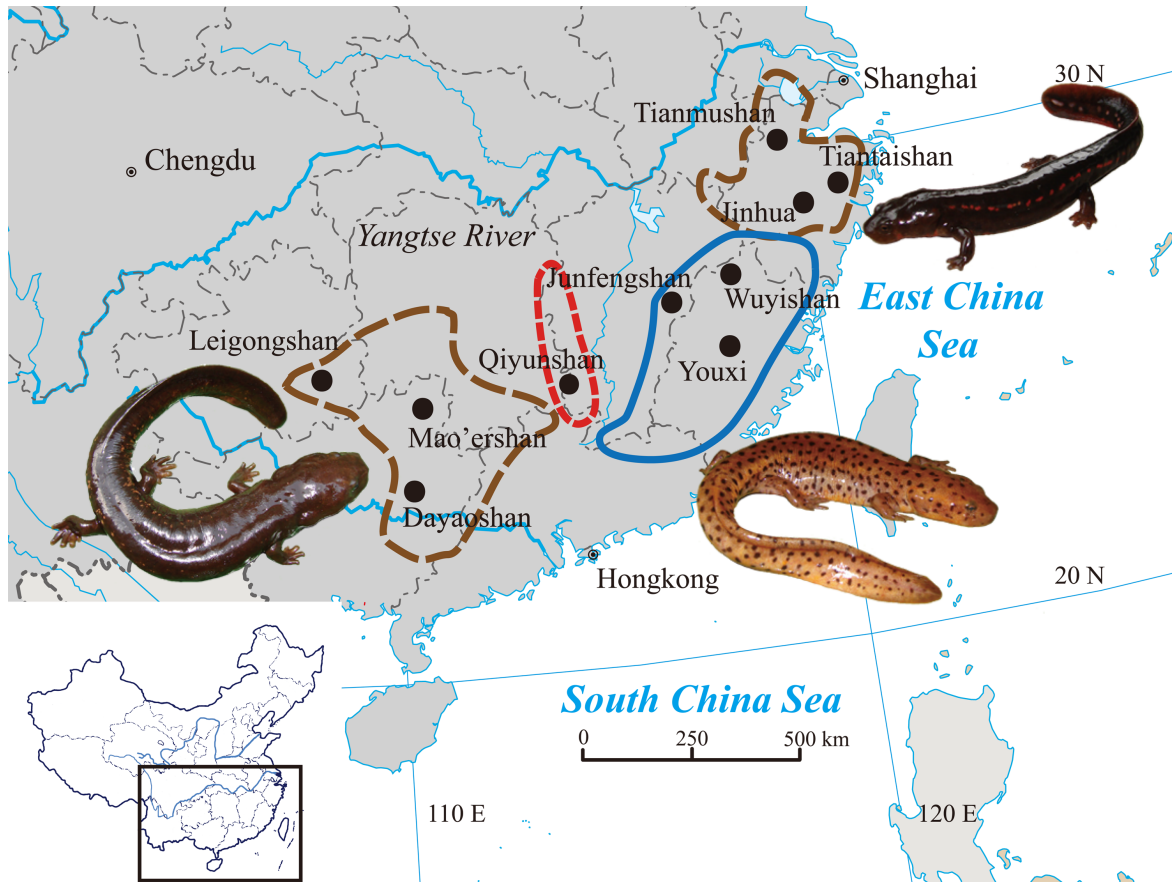 30 N
Shanghai
Tianmushan
Chengdu
Tiantaishan
Jinhua
Yangtse River
Junfengshan
Wuyishan
East China
Sea
Leigongshan
Qiyunshan
Youxi
Mao’ershan
Dayaoshan
Hongkong
20 N
South China Sea
0 250 500 km
110 E
120 E